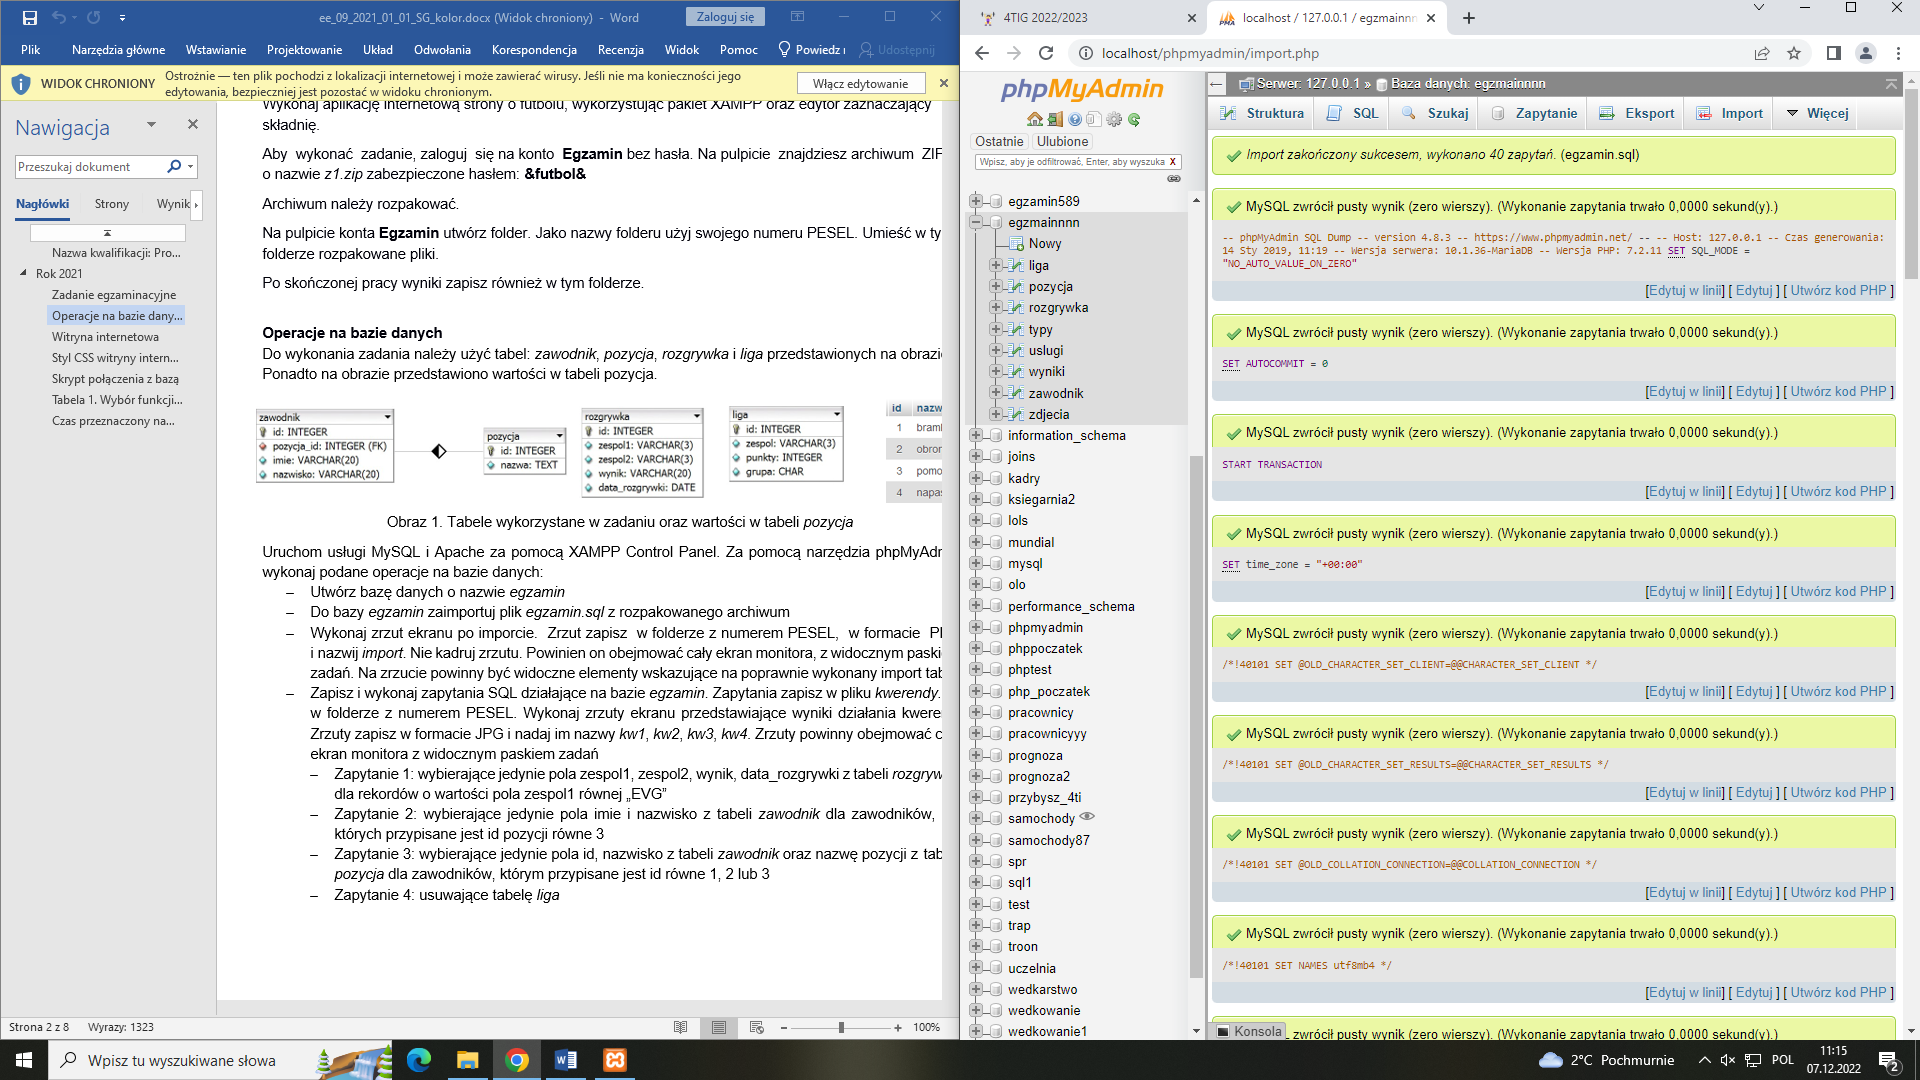 ee_09_2021_01_01_SG_kolor.docx (Widok chroniony) - Word
Zaloguj się
Plik Narzędzia główne Wstawianie Projektowanie Układ Odwołania Korespondencja Recenzja Widok Pomoc Powiedz Udostępnij
WIDOK CHRONIONY
Ostrożnie — ten plik pochodzi z lokalizacji internetowej i może zawierać wirusy. Jeśli nie ma konieczności jego
edytowania, bezpieczniej jest pozostać w widoku chronionym.
Włącz edytowanie
Nawigacja
Przeszukaj dokument
Nagłówki Strony Wynik
Nazwa kwalifikacji: Pro...
Rok 2021
Zadanie egzaminacyjne
Operacje na bazie dany...
Witryna internetowa
Styl CSS witryny intern...
Skrypt połączenia z bazą
Tabela 1. Wybór funkcji...
Czas przeznaczony na...
Wykonaj aplikację internetową strony o futbolu, wykorzystując pakiet XAMPP oraz edytor zaznaczający
składnię.
Aby wykonać zadanie, zaloguj się na konto Egzamin bez hasła. Na pulpicie znajdziesz archiwum ZIP
o nazwie z1.zip zabezpieczone hasłem: &futbol&
Archiwum należy rozpakować.
Na pulpicie konta Egzamin utwórz folder. Jako nazwy folderu użyj swojego numeru PESEL. Umieść w ty
folderze rozpakowane pliki.
Po skończonej pracy wyniki zapisz również w tym folderze.
Operacje na bazie danych
Do wykonania zadania należy użyć tabel: zawodnik, pozycja, rozgrywka i liga przedstawionych na obrazie
Ponadto na obrazie przedstawiono wartości w tabeli pozycja.
zawodnik
id: INTEGER
pozycja_id: INTEGER (FK)
imie: VARCHAR(20)
nazwisko: VARCHAR(20)
pozycja
id: INTEGER
nazwa: TEXT
rozgrywka
id: INTEGER
zespol1: VARCHAR(3)
zespol2: VARCHAR(3)
wynik: VARCHAR(20)
data_rozgrywki: DATE
liga
id: INTEGER
zespol: VARCHAR(3)
punkty: INTEGER
grupa: CHAR
id nazw
1 bram
2 obron
3 pomo
4 napas
Obraz 1. Tabele wykorzystane w zadaniu oraz wartości w tabeli pozycja
Uruchom usługi MySQL i Apache za pomocą XAMPP Control Panel. Za pomocą narzędzia phpMyAdm
wykonaj podane operacje na bazie danych:
– Utwórz bazę danych o nazwie egzamin
– Do bazy egzamin zaimportuj plik egzamin.sql z rozpakowanego archiwum
– Wykonaj zrzut ekranu po imporcie. Zrzut zapisz w folderze z numerem PESEL, w formacie P
i nazwij import. Nie kadruj zrzutu. Powinien on obejmować cały ekran monitora, z widocznym paskie
zadań. Na zrzucie powinny być widoczne elementy wskazujące na poprawnie wykonany import tab
– Zapisz i wykonaj zapytania SQL działające na bazie egzamin. Zapytania zapisz w pliku kwerendy.
w folderze z numerem PESEL. Wykonaj zrzuty ekranu przedstawiające wyniki działania kwere
Zrzuty zapisz w formacie JPG i nadaj im nazwy kw1, kw2, kw3, kw4. Zrzuty powinny obejmować c
ekran monitora z widocznym paskiem zadań
– Zapytanie 1: wybierające jedynie pola zespol1, zespol2, wynik, data_rozgrywki z tabeli rozgryw
dla rekordów o wartości pola zespol1 równej „EVG”
– Zapytanie 2: wybierające jedynie pola imie i nazwisko z tabeli zawodnik dla zawodników,
których przypisane jest id pozycji równe 3
– Zapytanie 3: wybierające jedynie pola id, nazwisko z tabeli zawodnik oraz nazwę pozycji z tab
pozycja dla zawodników, którym przypisane jest id równe 1, 2 lub 3
– Zapytanie 4: usuwające tabelę liga
Strona 2 z 8 Wyrazy: 1323
100%
4TIG 2022/2023
localhost / 127.0.0.1 / egzmainnn
localhost/phpmyadmin/import.php
phpMyAdmin
Ostatnie Ulubione
Wpisz, aby je odfiltrować, Enter, aby wyszuka X
egzamin589
egzmainnnn
Nowy
liga
pozycja
rozgrywka
typy
uslugi
wyniki
zawodnik
zdjecia
information_schema
joins
kadry
ksiegarnia2
lols
mundial
mysql
olo
performance_schema
phpmyadmin
phppoczatek
phptest
php_poczatek
pracownicy
pracownicyyy
prognoza
prognoza2
przybysz_4ti
samochody
samochody87
spr
sql1
test
trap
troon
uczelnia
wedkarstwo
wedkowanie
wedkowanie1
Serwer: 127.0.0.1 » Baza danych: egzmainnnn
Struktura SQL Szukaj Zapytanie Eksport Import Więcej
Import zakończony sukcesem, wykonano 40 zapytań. (egzamin.sql)
MySQL zwrócił pusty wynik (zero wierszy). (Wykonanie zapytania trwało 0,0000 sekund(y).)
-- phpMyAdmin SQL Dump -- version 4.8.3 -- https://www.phpmyadmin.net/ -- -- Host: 127.0.0.1 -- Czas generowania:
14 Sty 2019, 11:19 -- Wersja serwera: 10.1.36-MariaDB -- Wersja PHP: 7.2.11 SET SQL_MODE =
"NO_AUTO_VALUE_ON_ZERO"
[Edytuj w linii] [ Edytuj ] [ Utwórz kod PHP ]
MySQL zwrócił pusty wynik (zero wierszy). (Wykonanie zapytania trwało 0,0000 sekund(y).)
SET AUTOCOMMIT = 0
[Edytuj w linii] [ Edytuj ] [ Utwórz kod PHP ]
MySQL zwrócił pusty wynik (zero wierszy). (Wykonanie zapytania trwało 0,0000 sekund(y).)
START TRANSACTION
[Edytuj w linii] [ Edytuj ] [ Utwórz kod PHP ]
MySQL zwrócił pusty wynik (zero wierszy). (Wykonanie zapytania trwało 0,0000 sekund(y).)
SET time_zone = "+00:00"
[Edytuj w linii] [ Edytuj ] [ Utwórz kod PHP ]
MySQL zwrócił pusty wynik (zero wierszy). (Wykonanie zapytania trwało 0,0000 sekund(y).)
/*!40101 SET @OLD_CHARACTER_SET_CLIENT=@@CHARACTER_SET_CLIENT */
[Edytuj w linii] [ Edytuj ] [ Utwórz kod PHP ]
MySQL zwrócił pusty wynik (zero wierszy). (Wykonanie zapytania trwało 0,0000 sekund(y).)
/*!40101 SET @OLD_CHARACTER_SET_RESULTS=@@CHARACTER_SET_RESULTS */
[Edytuj w linii] [ Edytuj ] [ Utwórz kod PHP ]
MySQL zwrócił pusty wynik (zero wierszy). (Wykonanie zapytania trwało 0,0000 sekund(y).)
/*!40101 SET @OLD_COLLATION_CONNECTION=@@COLLATION_CONNECTION */
[Edytuj w linii] [ Edytuj ] [ Utwórz kod PHP ]
MySQL zwrócił pusty wynik (zero wierszy). (Wykonanie zapytania trwało 0,0000 sekund(y).)
/*!40101 SET NAMES utf8mb4 */
[Edytuj w linii] [ Edytuj ] [ Utwórz kod PHP ]
MySQL zwrócił pusty wynik (zero wierszy). (Wykonanie zapytania trwało 0,0000 sekund(y).)
Konsola
Wpisz tu wyszukiwane słowa
2°C Pochmurnie
POL
11:15
07.12.2022
2